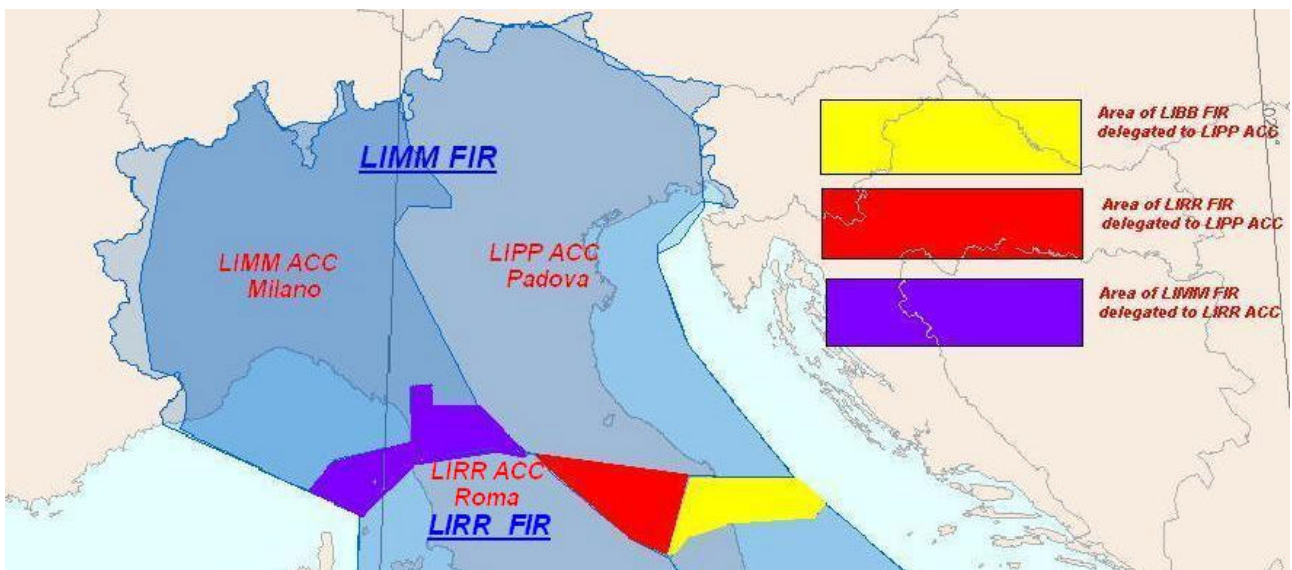 LIMM FIR
LIMM ACC
Milano
LIPP ACC
Padova
LIRR ACC
Roma
LIRR FIR
Area of LIBB FIR
delegated to LIPP ACC
Area of LIRR FIR
delegated to LIPP ACC
Area of LIMM FIR
delegated to LIRR ACC